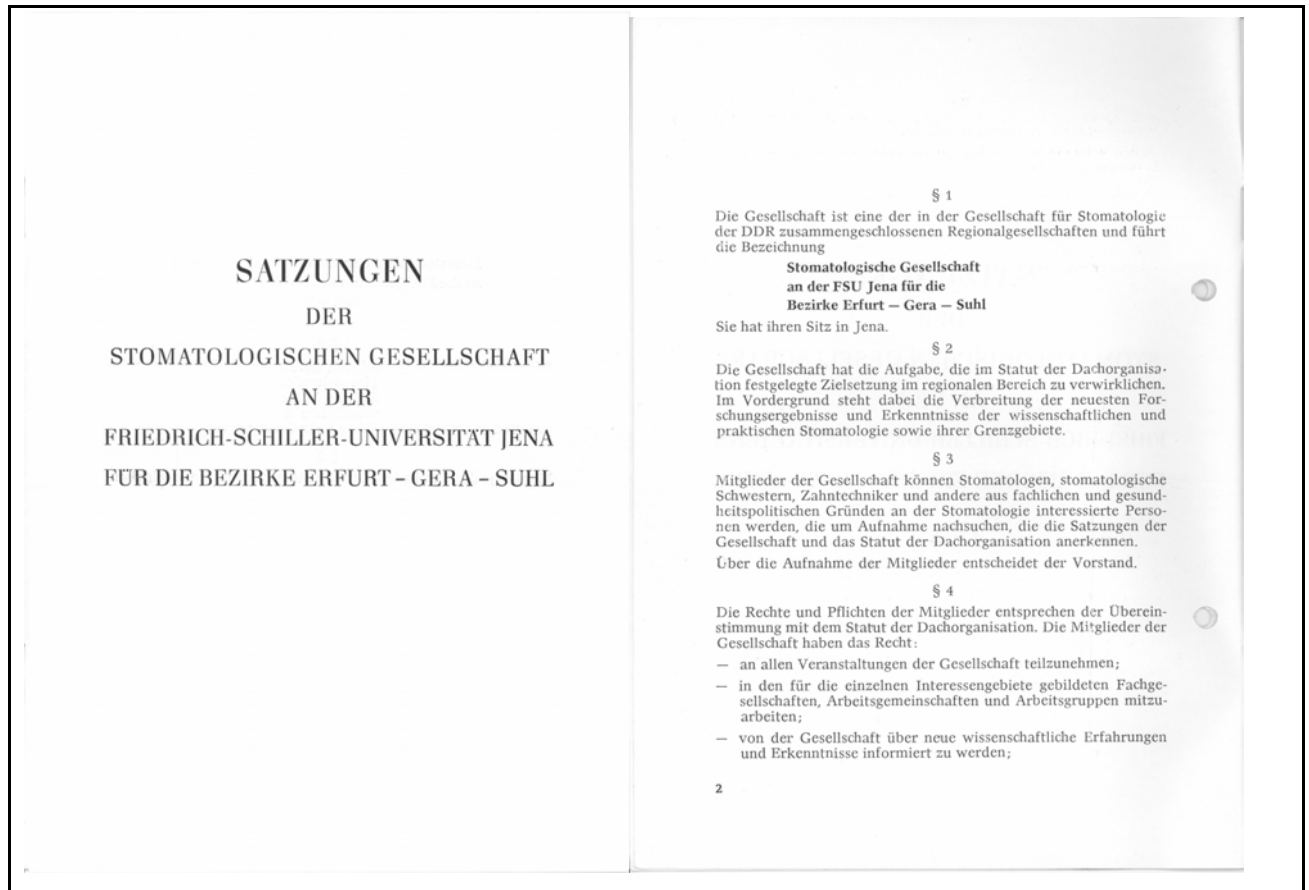 SATZUNGEN
DER
STOMATOLOGISCHEN GESELLSCHAFT
AN DER
FRIEDRICH-SCHILLER-UNIVERSITÄT JENA
FÜR DIE BEZIRKE ERFURT – GERA – SUHL
§ 1
Die Gesellschaft ist eine der in der Gesellschaft für Stomatologie
der DDR zusammengeschlossenen Regionalgesellschaften und führt
die Bezeichnung
Stomatologische Gesellschaft
an der FSU Jena für die
Bezirke Erfurt — Gera — Suhl
Sie hat ihren Sitz in Jena.
§ 2
Die Gesellschaft hat die Aufgabe, die im Statut der Dachorganisa-
tion festgelegte Zielsetzung im regionalen Bereich zu verwirklichen.
Im Vordergrund steht dabei die Verbreitung der neuesten For-
schungsergebnisse und Erkenntnisse der wissenschaftlichen und
praktischen Stomatologie sowie ihrer Grenzgebiete.
§ 3
Mitglieder der Gesellschaft können Stomatologen, stomatologische
Schwestern, Zahntechniker und andere aus fachlichen und gesund-
heitspolitischen Gründen an der Stomatologie interessierte Perso-
nen werden, die um Aufnahme nachsuchen, die die Satzungen der
Gesellschaft und das Statut der Dachorganisation anerkennen.
Über die Aufnahme der Mitglieder entscheidet der Vorstand.
§ 4
Die Rechte und Pflichten der Mitglieder entsprechen der Überein-
stimmung mit dem Statut der Dachorganisation. Die Mitglieder der
Gesellschaft haben das Recht:
— an allen Veranstaltungen der Gesellschaft teilzunehmen;
— in den für die einzelnen Interessengebiete gebildeten Fachge-
sellschaften, Arbeitsgemeinschaften und Arbeitsgruppen mitzu-
arbeiten;
— von der Gesellschaft über neue wissenschaftliche Erfahrungen
und Erkenntnisse informiert zu werden;
2